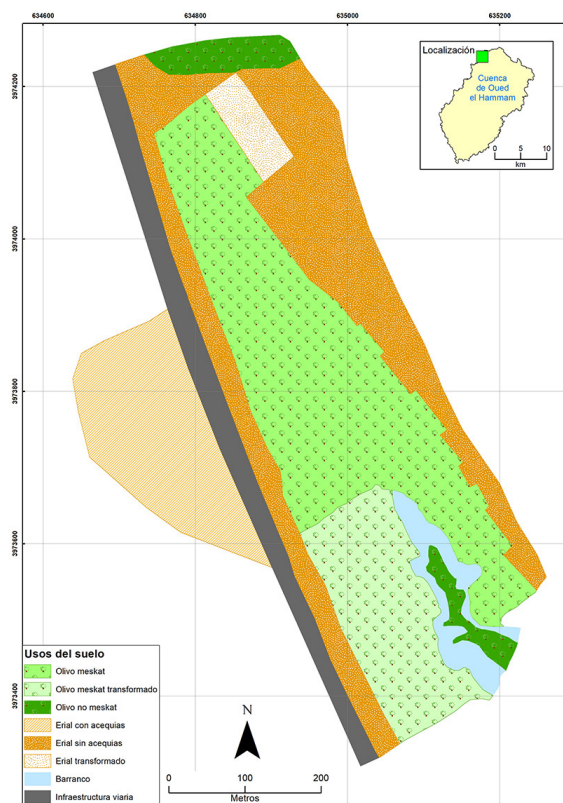 634600
634800
635000
635200
3974200
3974000
3973800
3973600
3973400
Localización
Cuenca
de Oued
el Hammam
0 5 10
km
Usos del suelo
Olivo meskat
Olivo meskat transformado
Olivo no meskat
Erial con acequias
Erial sin acequias
Erial transformado
Barranco
Infraestructura viaria
N
0 100 200
Metros